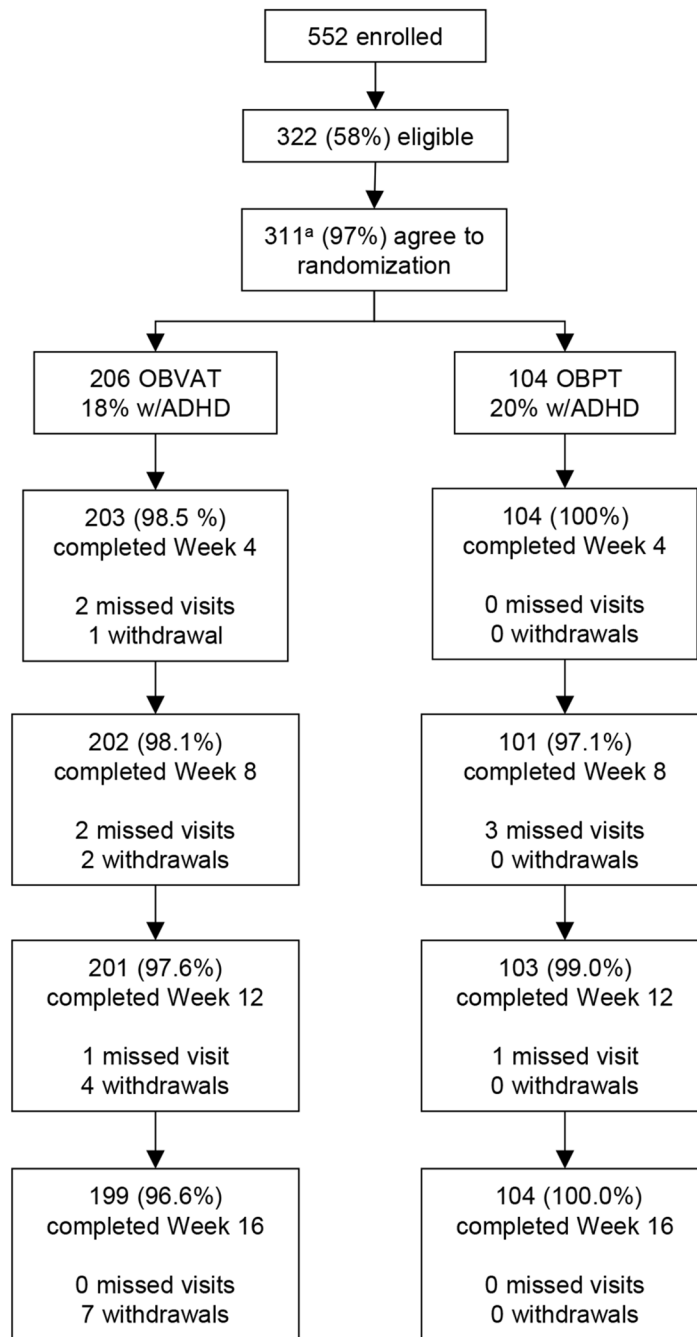 552 enrolled
322 (58%) eligible
311ª (97%) agree to
randomization
206 OBVAT
18% w/ADHD
104 OBPT
20% w/ADHD
203 (98.5 %)
completed Week 4
2 missed visits
1 withdrawal
104 (100%)
completed Week 4
0 missed visits
0 withdrawals
202 (98.1%)
completed Week 8
2 missed visits
2 withdrawals
101 (97.1%)
completed Week 8
3 missed visits
0 withdrawals
201 (97.6%)
completed Week 12
1 missed visit
4 withdrawals
103 (99.0%)
completed Week 12
1 missed visit
0 withdrawals
199 (96.6%)
completed Week 16
0 missed visits
7 withdrawals
104 (100.0%)
completed Week 16
0 missed visits
0 withdrawals